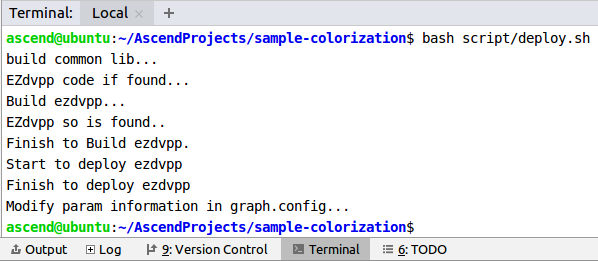 Terminal: Local +
ascend@ubuntu:~/AscendProjects/sample-colorization$ bash script/deploy.sh
build common lib...
EZdvpp code if found...
Build ezdvpp...
EZdvpp so is found..
Finish to Build ezdvpp.
Start to deploy ezdvpp
Finish to deploy ezdvpp
Modify param information in graph.config...
ascend@ubuntu:~/AscendProjects/sample-colorization$
Output Log 9: Version Control Terminal 6: TODO